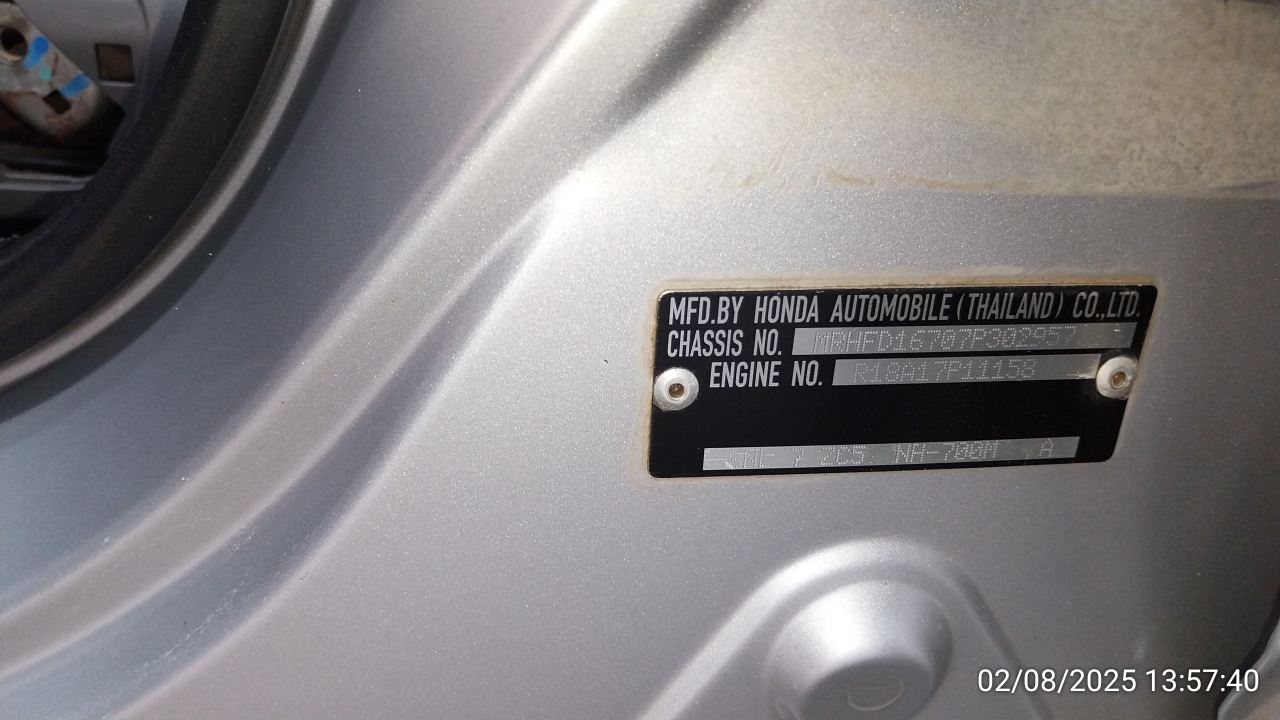 MFD.BY HONDA AUTOMOBILE (THAILAND) CO.,LTD.
CHASSIS NO. MRHFD16707P302957
ENGINE NO. R18A17P11158
ZC5 NH-700M A
02/08/2025 13:57:40